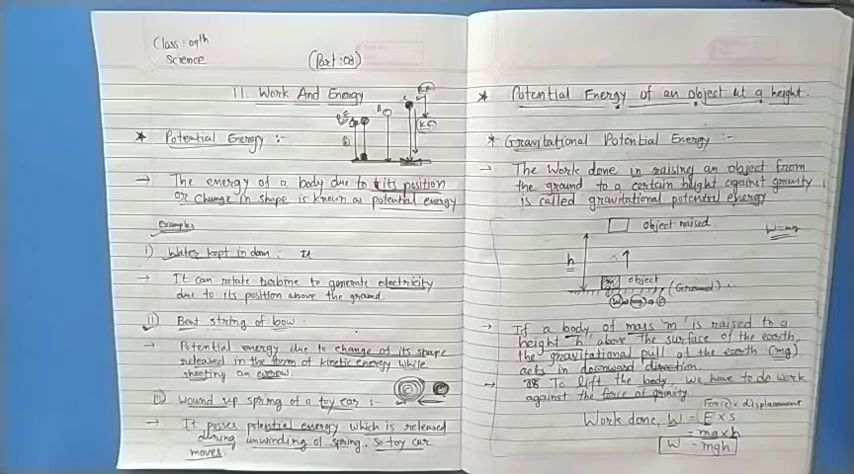 Class: 09th
Science
(Part:08)
11. Work And Energy
* Potential Energy :-
→ The energy of a body due to its position
or change in shape is known as potential energy
Examples
i) Water kept in dam : It
→ It can rotate turbine to generate electricity
due to its position above the ground.
ii) Bent string of bow
→ Potential energy due to change of its shape
released in the form of kinetic energy while
shooting an arrow.
iii) Wound up spring of a toy car :-
→ It posses potential energy which is released
during unwinding of spring. So toy car
moves.
* Potential Energy of an object at a height.
* Gravitational Potential Energy :-
→ The work done in raising an object from
the ground to a certain height against gravity
is called gravitational potential energy
object raised
W=mg
h
object
m
(Ground).
→ If a body of mass 'm' is raised to a
height 'h' above the surface of the earth,
the gravitational pull of the earth (mg)
acts in downward direction.
→ To lift the body, we have to do work
against the force of gravity
Force × displacement
Work done, W = F × s
= mg×h
W = mgh